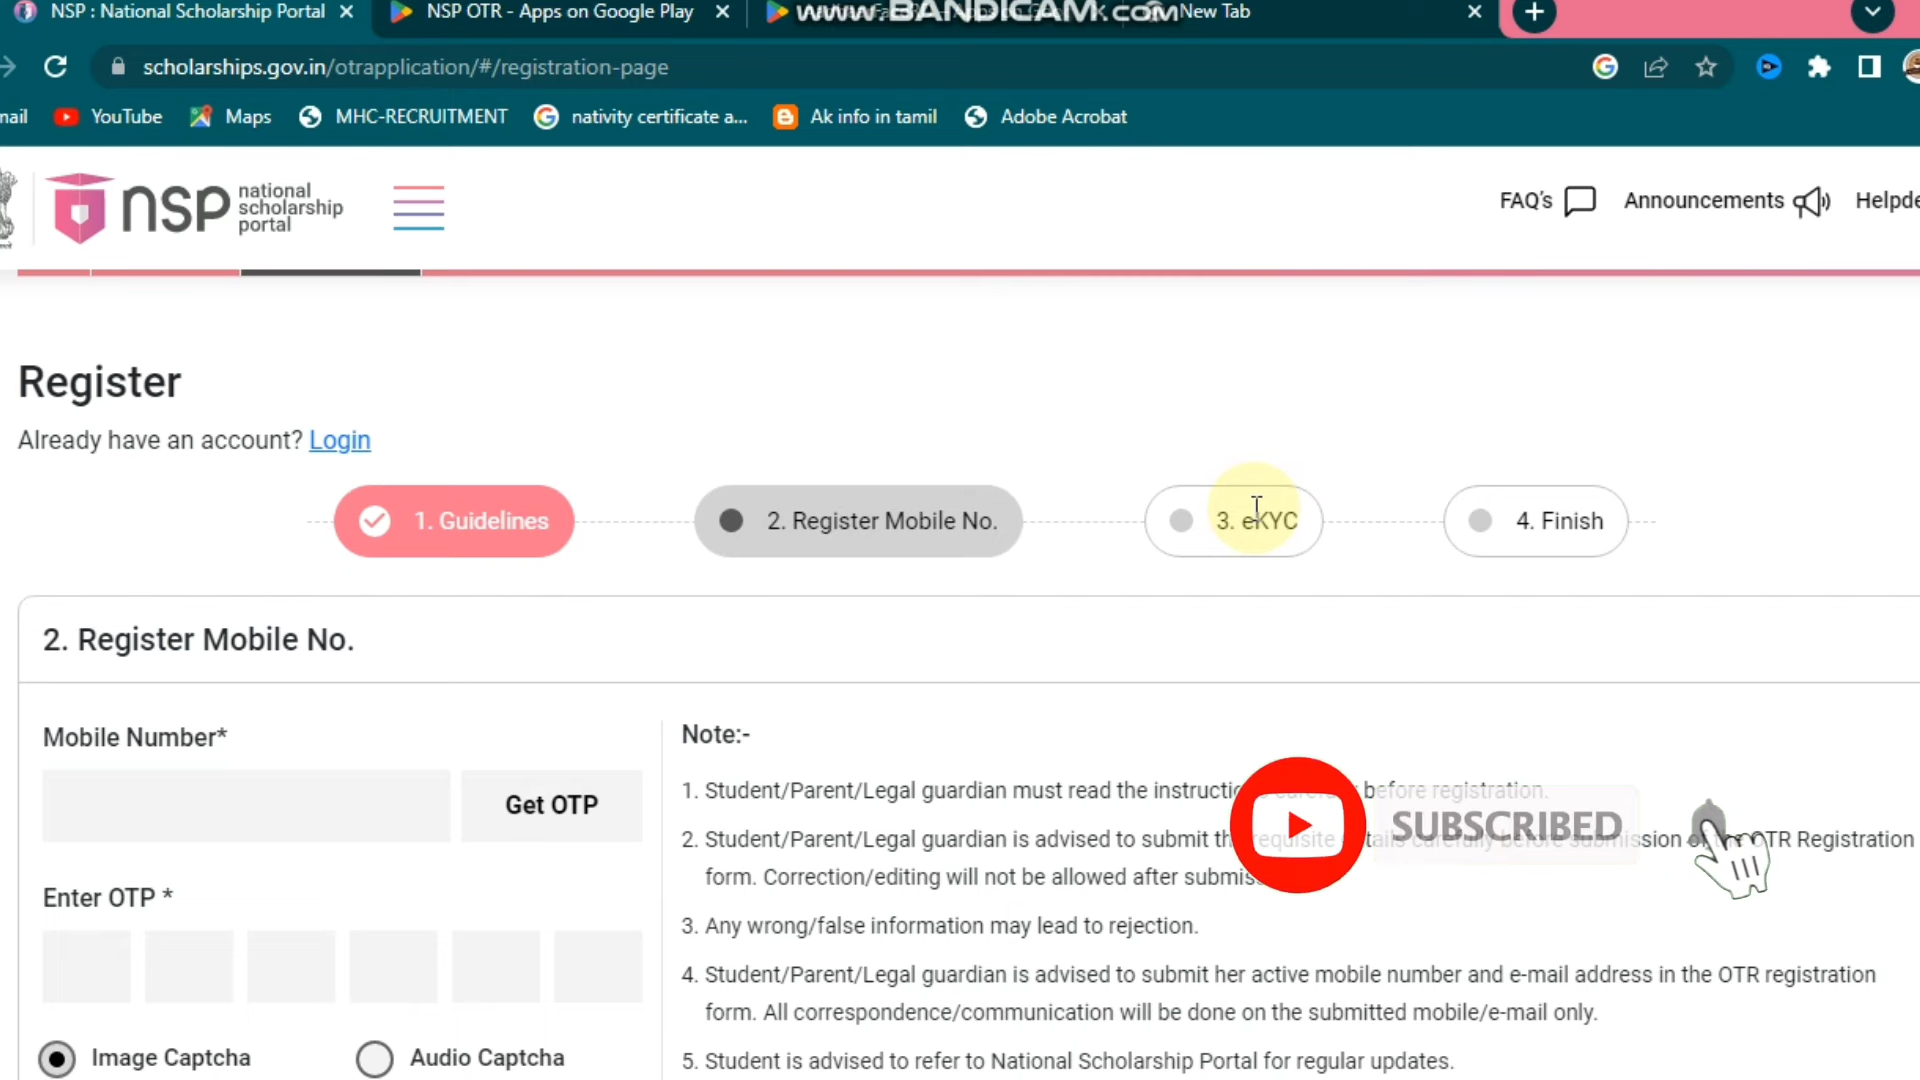 NSP : National Scholarship Portal
NSP OTR - Apps on Google Play
www.BANDICAM.com
New Tab
scholarships.gov.in/otrapplication/#/registration-page
mail
YouTube
Maps
MHC-RECRUITMENT
nativity certificate a...
Ak info in tamil
Adobe Acrobat
nsp
national
scholarship
portal
FAQ's
Announcements
Helpde
Register
Already have an account? Login
1. Guidelines
2. Register Mobile No.
3. eKYC
4. Finish
2. Register Mobile No.
Mobile Number*
Get OTP
Enter OTP *
Image Captcha
Audio Captcha
Note:-
1. Student/Parent/Legal guardian must read the before registration.
2. Student/Parent/Legal guardian is advised to submit OTR Registration
form. Correction/editing will not be allowed after
3. Any wrong/false information may lead to rejection.
4. Student/Parent/Legal guardian is advised to submit her active mobile number and e-mail address in the OTR registration
form. All correspondence/communication will be done on the submitted mobile/e-mail only.
5. Student is advised to refer to National Scholarship Portal for regular updates.
SUBSCRIBED